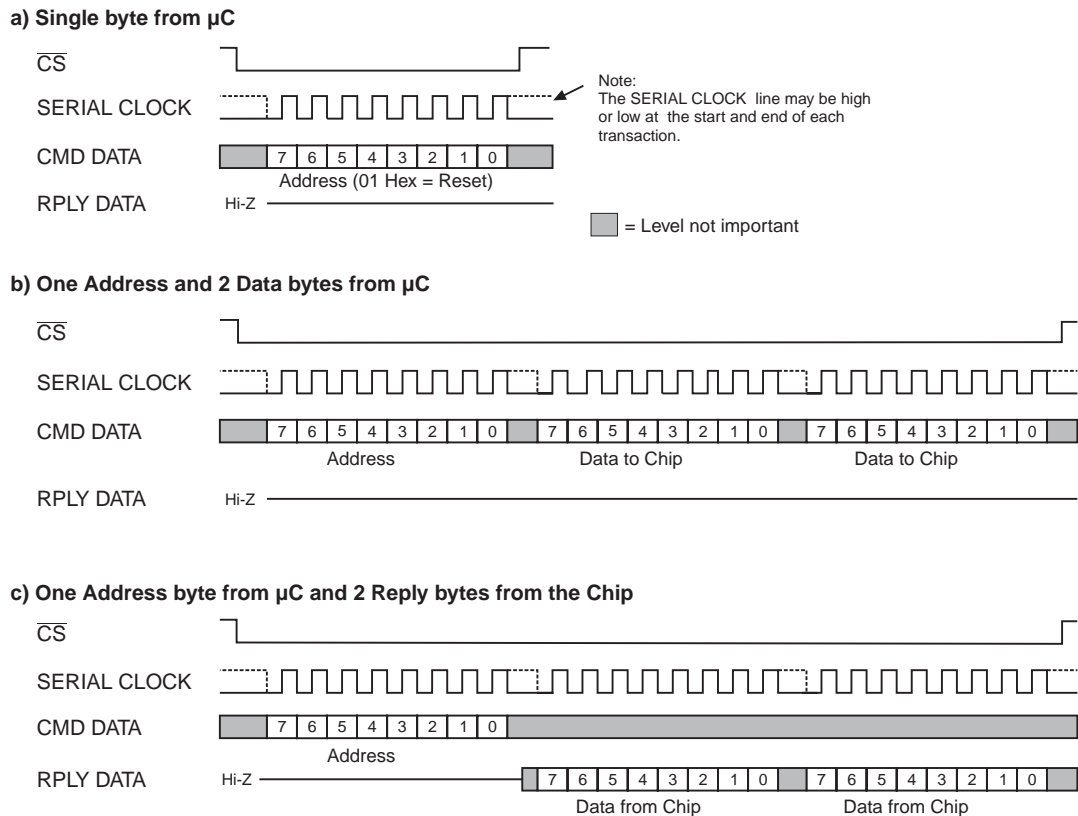 a) Single byte from µC
CS
SERIAL CLOCK
Note:
The SERIAL CLOCK line may be high
or low at the start and end of each
transaction.
CMD DATA
7 6 5 4 3 2 1 0
Address (01 Hex = Reset)
RPLY DATA
Hi-Z
= Level not important
b) One Address and 2 Data bytes from µC
CS
SERIAL CLOCK
CMD DATA
7 6 5 4 3 2 1 0 7 6 5 4 3 2 1 0 7 6 5 4 3 2 1 0
Address Data to Chip Data to Chip
RPLY DATA
Hi-Z
c) One Address byte from µC and 2 Reply bytes from the Chip
CS
SERIAL CLOCK
CMD DATA
7 6 5 4 3 2 1 0
Address
RPLY DATA
Hi-Z
7 6 5 4 3 2 1 0 7 6 5 4 3 2 1 0
Data from Chip Data from Chip